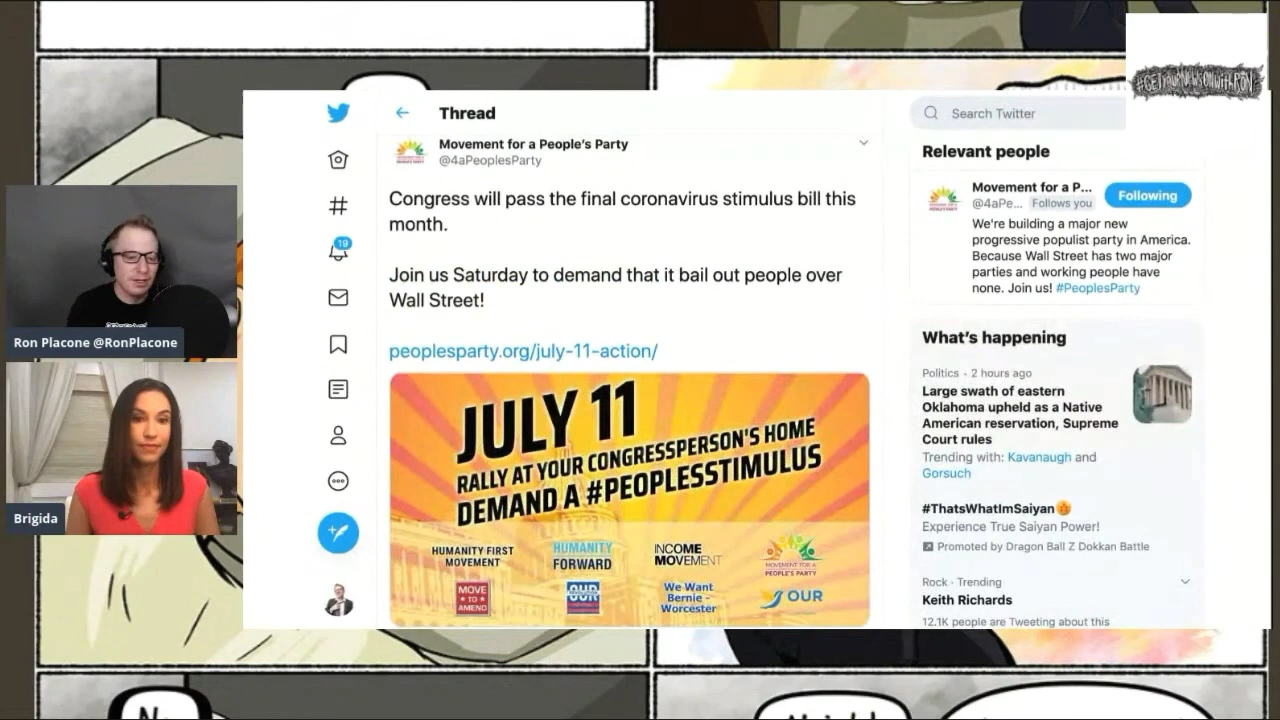 #GETYOURNEWSONWITHRON
Thread
Search Twitter
Movement for a People's Party
@4aPeoplesParty
Congress will pass the final coronavirus stimulus bill this
month.
Join us Saturday to demand that it bail out people over
Wall Street!
peoplesparty.org/july-11-action/
JULY 11
RALLY AT YOUR CONGRESSPERSON'S HOME
DEMAND A #PEOPLESSTIMULUS
HUMANITY FIRST
MOVEMENT
HUMANITY
FORWARD
INCOME
MOVEMENT
MOVEMENT FOR A
PEOPLE'S PARTY
MOVE
TO
AMEND
OUR
REVOLUTION
We Want
Bernie -
Worcester
OUR
19
Relevant people
Movement for a P...
@4aPe... Follows you
Following
We're building a major new
progressive populist party in America.
Because Wall Street has two major
parties and working people have
none. Join us! #PeoplesParty
What's happening
Politics · 2 hours ago
Large swath of eastern
Oklahoma upheld as a Native
American reservation, Supreme
Court rules
Trending with: Kavanaugh and
Gorsuch
#ThatsWhatImSaiyan
Experience True Saiyan Power!
Promoted by Dragon Ball Z Dokkan Battle
Rock · Trending
Keith Richards
12.1K people are Tweeting about this
Ron Placone @RonPlacone
Brigida